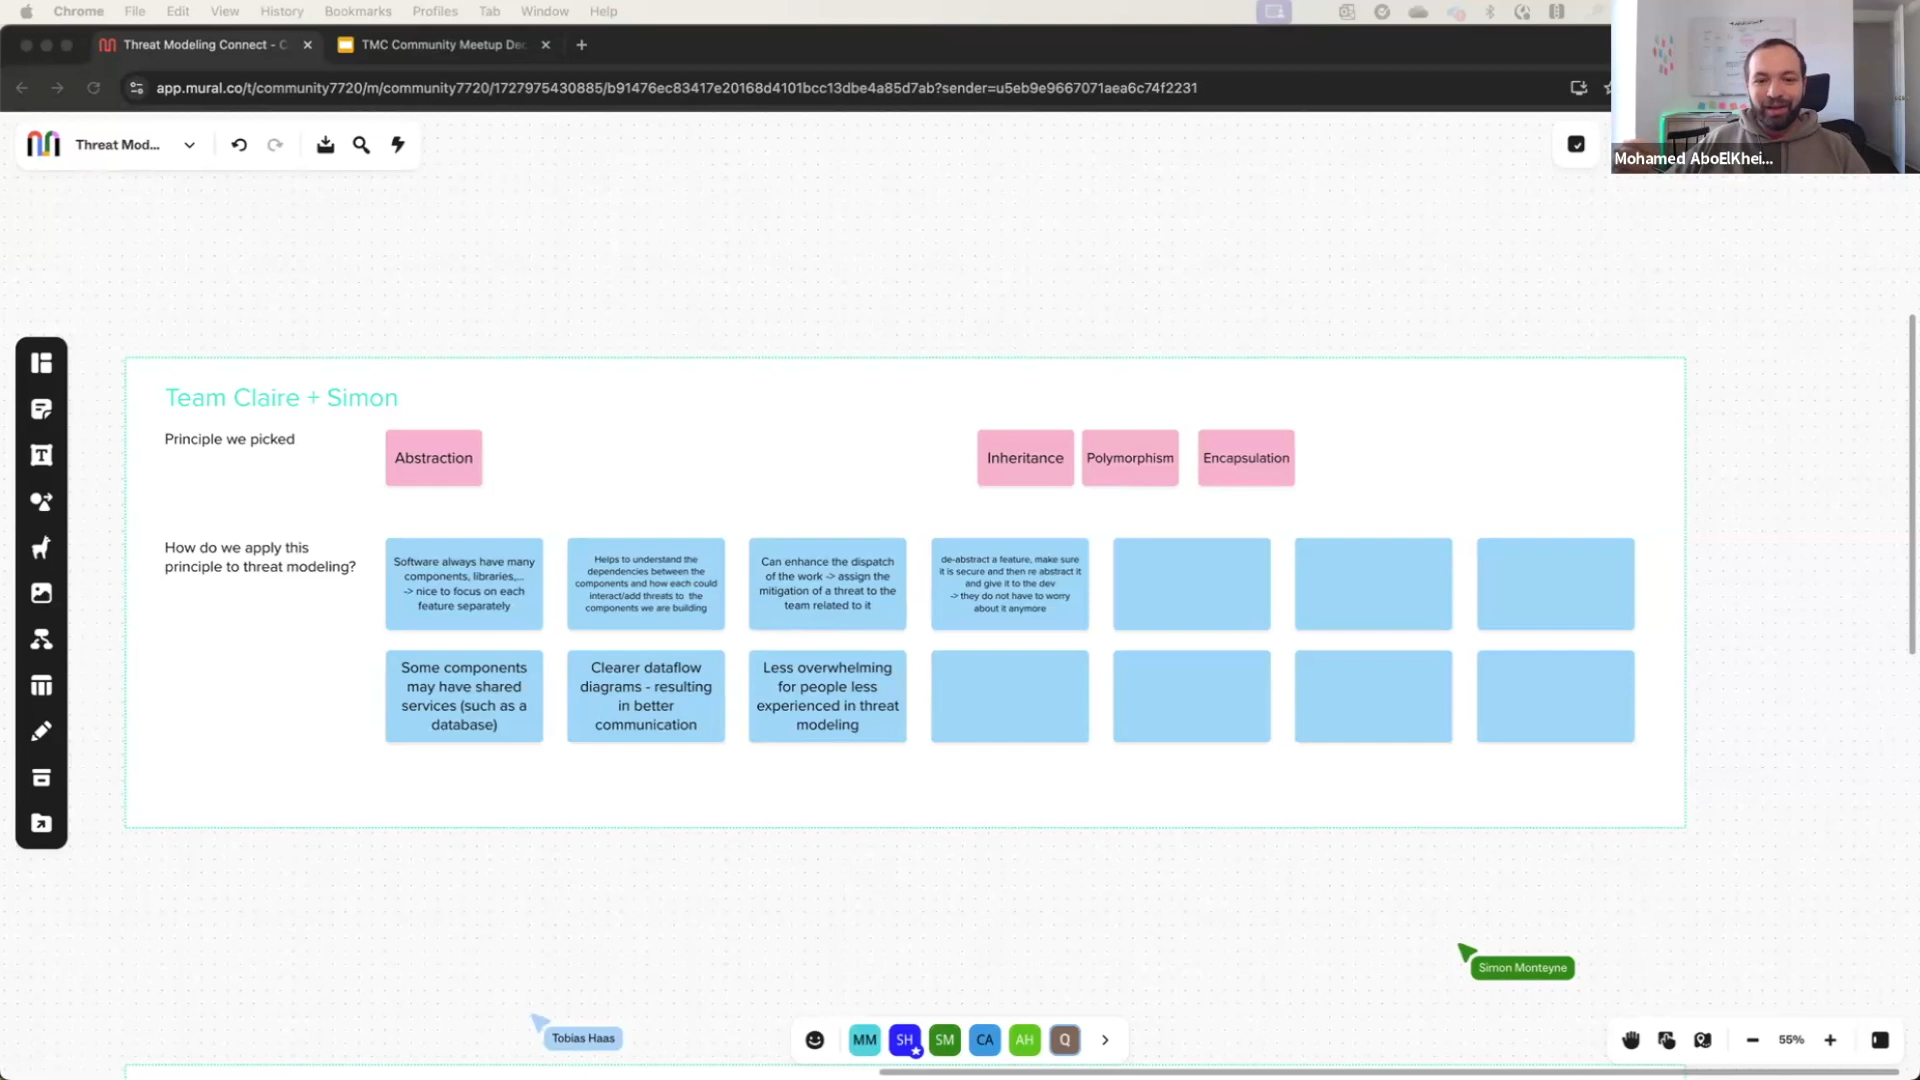 Chrome File Edit View History Bookmarks Profiles Tab Window Help
Threat Modeling Connect - C
TMC Community Meetup Dec
app.mural.co/t/community7720/m/community7720/1727975430885/b91476ec83417e20168d4101bcc13dbe4a85d7ab?sender=u5eb9e9667071aea6c74f2231
Threat Mod...
Mohamed AboElKhei...
Team Claire + Simon
Principle we picked
Abstraction
Inheritance
Polymorphism
Encapsulation
How do we apply this
principle to threat modeling?
Software always have many
components, libraries,...
-> nice to focus on each
feature separately
Helps to understand the
dependencies between the
components and how each could
interact/add threats to the
components we are building
Can enhance the dispatch
of the work -> assign the
mitigation of a threat to the
team related to it
de-abstract a feature, make sure
it is secure and then re abstract it
and give it to the dev
-> they do not have to worry
about it anymore
Some components
may have shared
services (such as a
database)
Clearer dataflow
diagrams - resulting
in better
communication
Less overwhelming
for people less
experienced in threat
modeling
Simon Monteyne
Tobias Haas
MM SH SM CA AH Q
55%